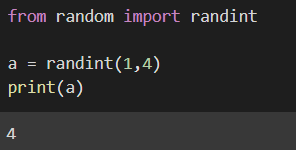 from random import randint
a = randint(1,4)
print(a)
4